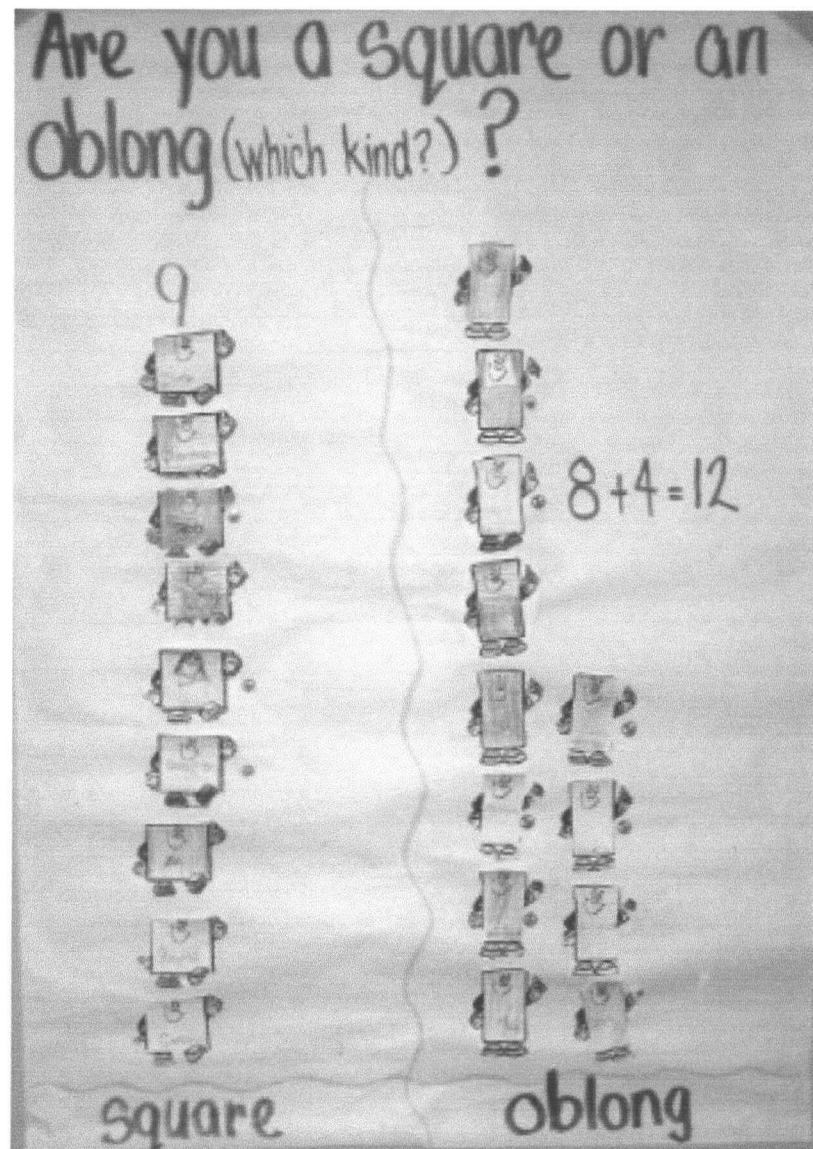 Are you a square or an
oblong (which kind?) ?
9
8+4=12
square
oblong